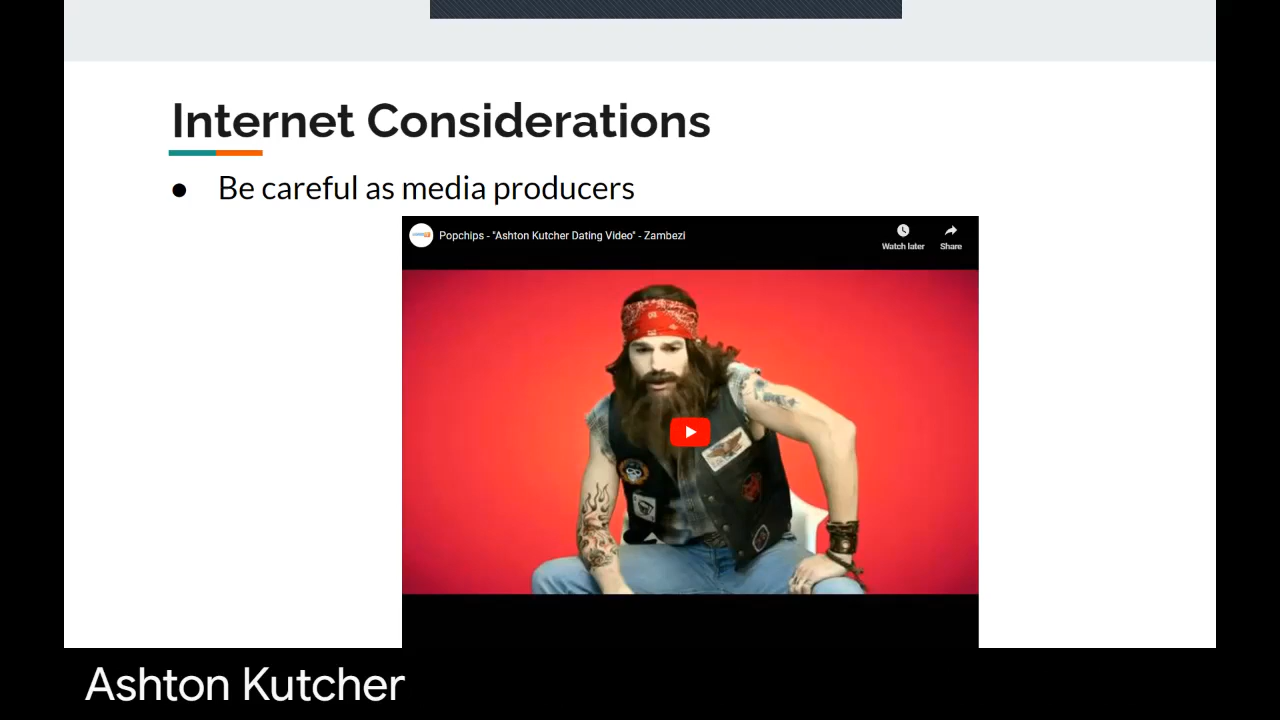 Internet Considerations
● Be careful as media producers
Popchips - "Ashton Kutcher Dating Video" - Zambezi
Watch later
Share
Ashton Kutcher